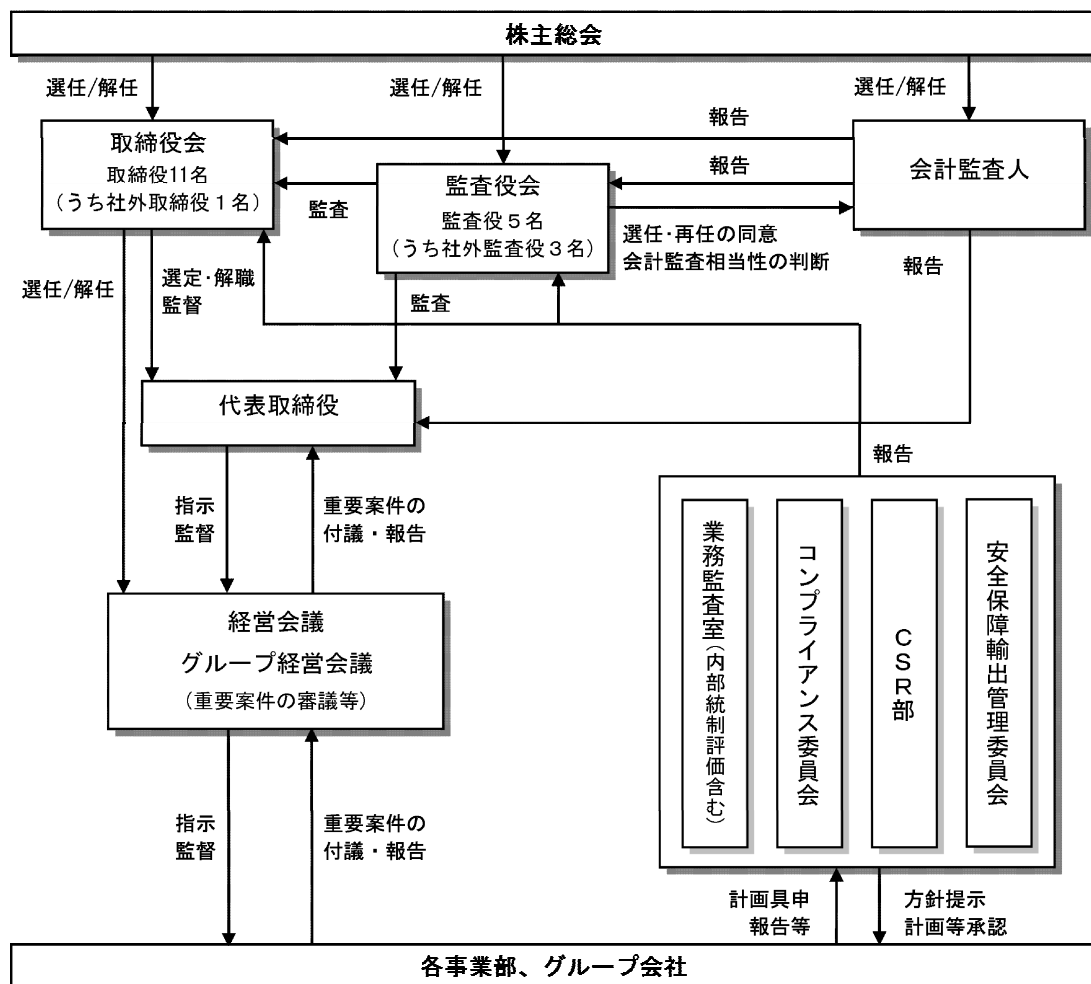 株主総会
選任/解任
選任/解任
選任/解任
取締役会
取締役11名
(うち社外取締役1名)
報告
報告
会計監査人
監査
監査役会
監査役5名
(うち社外監査役3名)
選任・再任の同意
会計監査相当性の判断
選任/解任
選定・解職
監督
監査
報告
代表取締役
報告
指示
監督
重要案件の
付議・報告
経営会議
グループ経営会議
(重要案件の審議等)
業務監査室(内部統制評価含む)
コンプライアンス委員会
CSR部
安全保障輸出管理委員会
指示
監督
重要案件の
付議・報告
計画具申
報告等
方針提示
計画等承認
各事業部、グループ会社